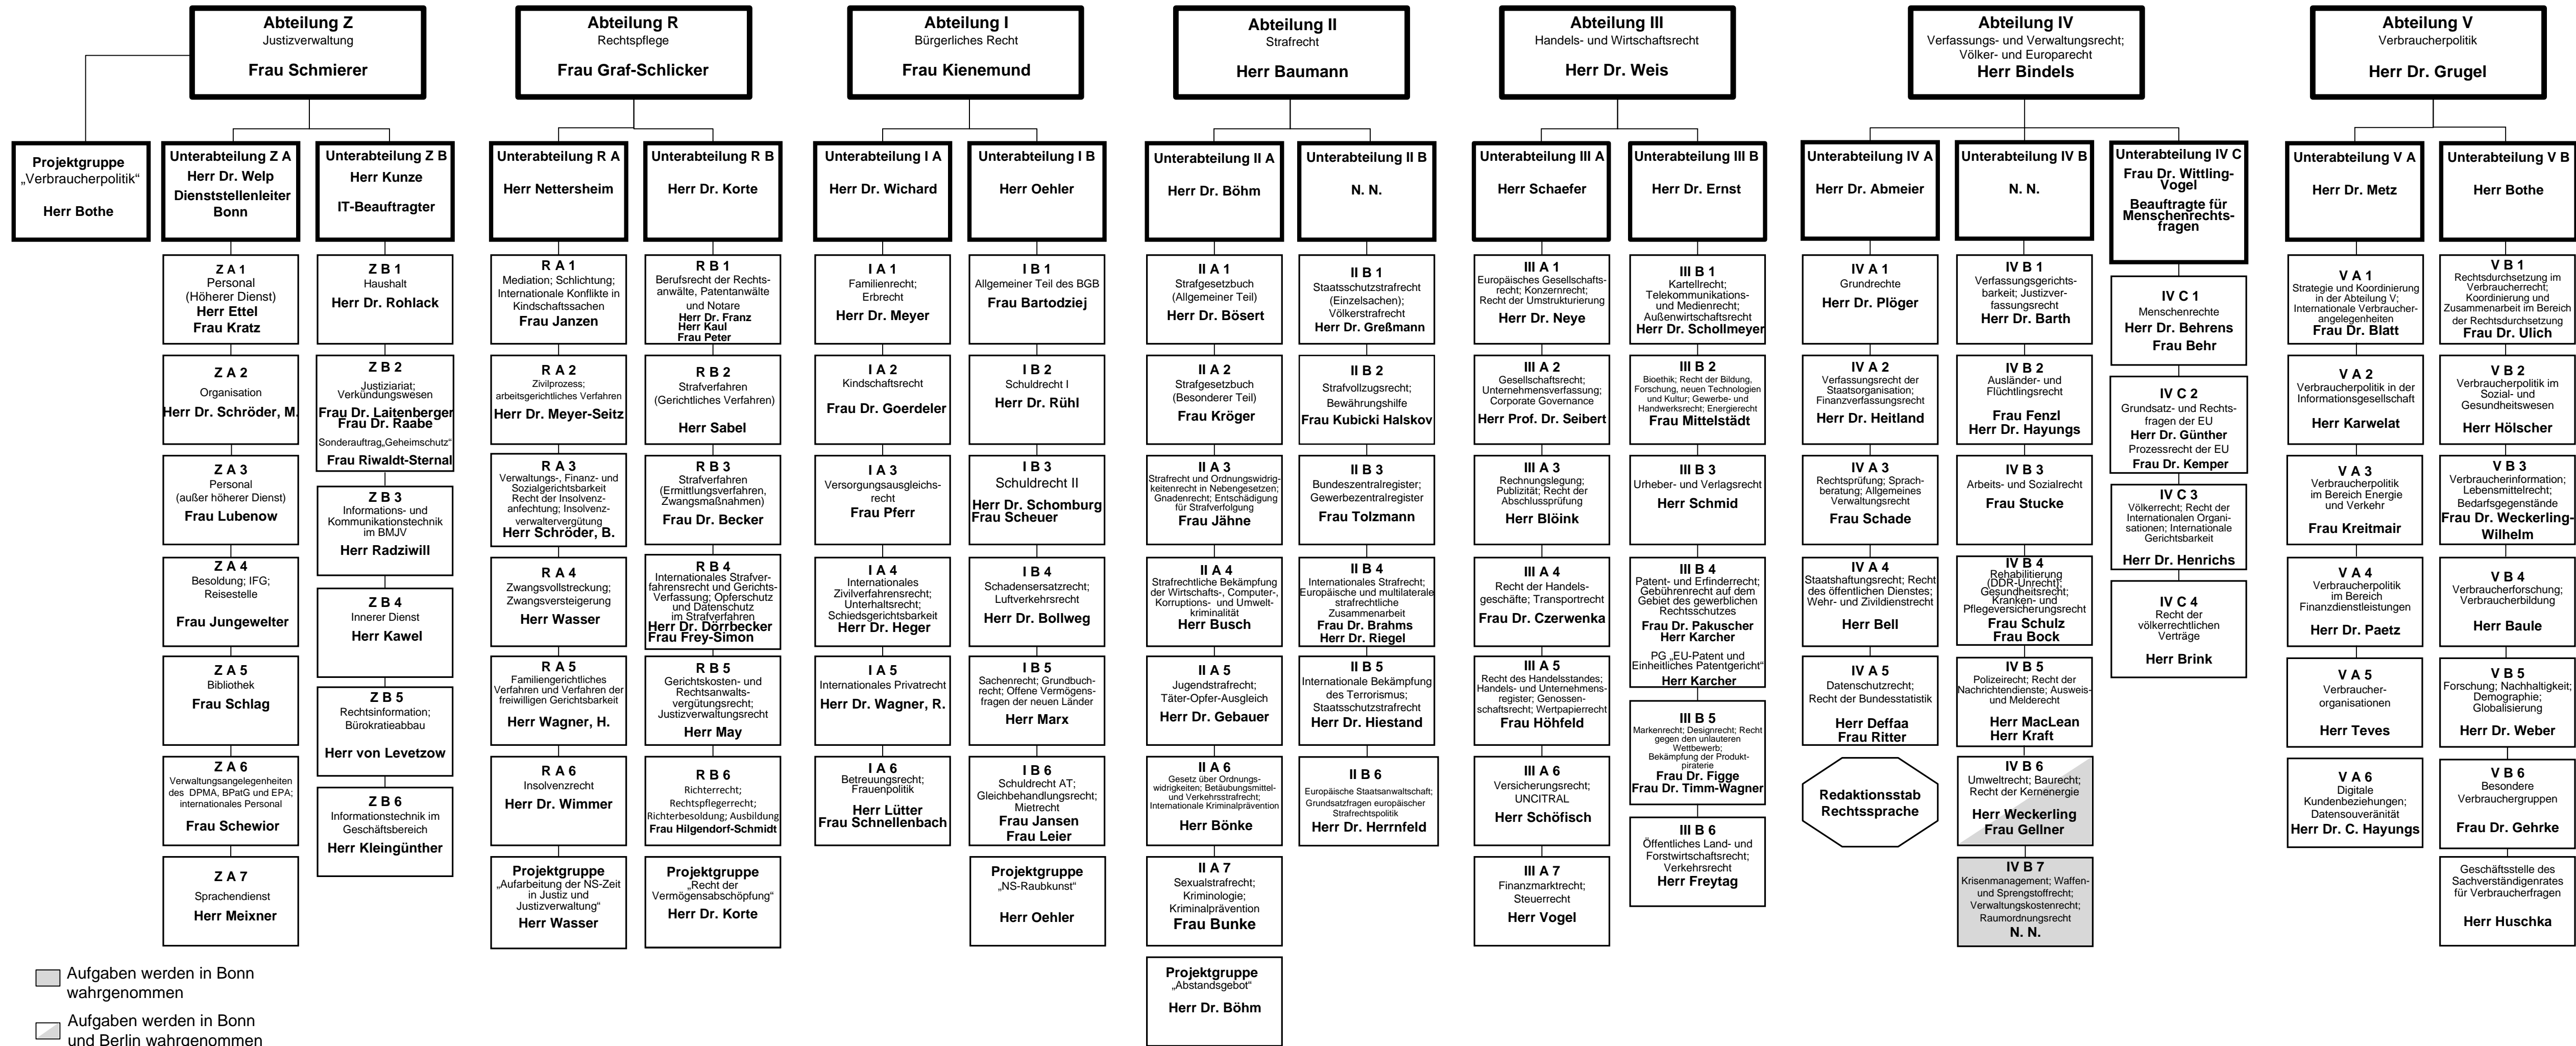 Abteilung Z
Justizverwaltung
Frau Schmierer
Abteilung R
Rechtspflege
Frau Graf-Schlicker
Abteilung I
Bürgerliches Recht
Frau Kienemund
Abteilung II
Strafrecht
Herr Baumann
Abteilung III
Handels- und Wirtschaftsrecht
Herr Dr. Weis
Abteilung IV
Verfassungs- und Verwaltungsrecht;
Völker- und Europarecht
Herr Bindels
Abteilung V
Verbraucherpolitik
Herr Dr. Grugel
Projektgruppe
„Verbraucherpolitik“
Herr Bothe
Unterabteilung Z A
Herr Dr. Welp
Dienststellenleiter
Bonn
Z A 1
Personal
(Höherer Dienst)
Herr Ettel
Frau Kratz
Z A 2
Organisation
Herr Dr. Schröder, M.
Z A 3
Personal
(außer höherer Dienst)
Frau Lubenow
Z A 4
Besoldung; IFG;
Reisestelle
Frau Jungewelter
Z A 5
Bibliothek
Frau Schlag
Z A 6
Verwaltungsangelegenheiten
des DPMA, BPatG und EPA;
internationales Personal
Frau Schewior
Z A 7
Sprachendienst
Herr Meixner
Unterabteilung Z B
Herr Kunze
IT-Beauftragter
Z B 1
Haushalt
Herr Dr. Rohlack
Z B 2
Justiziariat;
Verkündungswesen
Frau Dr. Laitenberger
Frau Dr. Raabe
Sonderauftrag„Geheimschutz“
Frau Riwaldt-Sternal
Z B 3
Informations- und
Kommunikationstechnik
im BMJV
Herr Radziwill
Z B 4
Innerer Dienst
Herr Kawel
Z B 5
Rechtsinformation;
Bürokratieabbau
Herr von Levetzow
Z B 6
Informationstechnik im
Geschäftsbereich
Herr Kleingünther
Unterabteilung R A
Herr Nettersheim
R A 1
Mediation; Schlichtung;
Internationale Konflikte in
Kindschaftssachen
Frau Janzen
R A 2
Zivilprozess;
arbeitsgerichtliches Verfahren
Herr Dr. Meyer-Seitz
R A 3
Verwaltungs-, Finanz- und
Sozialgerichtsbarkeit
Recht der Insolvenz-
anfechtung; Insolvenz-
verwaltervergütung
Herr Schröder, B.
R A 4
Zwangsvollstreckung;
Zwangsversteigerung
Herr Wasser
R A 5
Familiengerichtliches
Verfahren und Verfahren der
freiwilligen Gerichtsbarkeit
Herr Wagner, H.
R A 6
Insolvenzrecht
Herr Dr. Wimmer
Projektgruppe
„Aufarbeitung der NS-Zeit
in Justiz und
Justizverwaltung“
Herr Wasser
Unterabteilung R B
Herr Dr. Korte
R B 1
Berufsrecht der Rechts-
anwälte, Patentanwälte
und Notare
Herr Dr. Franz
Herr Kaul
Frau Peter
R B 2
Strafverfahren
(Gerichtliches Verfahren)
Herr Sabel
R B 3
Strafverfahren
(Ermittlungsverfahren,
Zwangsmaßnahmen)
Frau Dr. Becker
R B 4
Internationales Strafver-
fahrensrecht und Gerichts-
Verfassung; Opferschutz
und Datenschutz
im Strafverfahren
Herr Dr. Dörrbecker
Frau Frey-Simon
R B 5
Gerichtskosten- und
Rechtsanwalts-
vergütungsrecht;
Justizverwaltungsrecht
Herr May
R B 6
Richterrecht;
Rechtspflegerrecht;
Richterbesoldung; Ausbildung
Frau Hilgendorf-Schmidt
Projektgruppe
„Recht der
Vermögensabschöpfung“
Herr Dr. Korte
Unterabteilung I A
Herr Dr. Wichard
I A 1
Familienrecht;
Erbrecht
Herr Dr. Meyer
I A 2
Kindschaftsrecht
Frau Dr. Goerdeler
I A 3
Versorgungsausgleichs-
recht
Frau Pferr
I A 4
Internationales
Zivilverfahrensrecht;
Unterhaltsrecht;
Schiedsgerichtsbarkeit
Herr Dr. Heger
I A 5
Internationales Privatrecht
Herr Dr. Wagner, R.
I A 6
Betreuungsrecht;
Frauenpolitik
Herr Lütter
Frau Schnellenbach
Unterabteilung I B
Herr Oehler
I B 1
Allgemeiner Teil des BGB
Frau Bartodziej
I B 2
Schuldrecht I
Herr Dr. Rühl
I B 3
Schuldrecht II
Herr Dr. Schomburg
Frau Scheuer
I B 4
Schadensersatzrecht;
Luftverkehrsrecht
Herr Dr. Bollweg
I B 5
Sachenrecht; Grundbuch-
recht; Offene Vermögens-
fragen der neuen Länder
Herr Marx
I B 6
Schuldrecht AT;
Gleichbehandlungsrecht;
Mietrecht
Frau Jansen
Frau Leier
Projektgruppe
„NS-Raubkunst“
Herr Oehler
Unterabteilung II A
Herr Dr. Böhm
II A 1
Strafgesetzbuch
(Allgemeiner Teil)
Herr Dr. Bösert
II A 2
Strafgesetzbuch
(Besonderer Teil)
Frau Kröger
II A 3
Strafrecht und Ordnungswidrig-
keitenrecht in Nebengesetzen;
Gnadenrecht; Entschädigung
für Strafverfolgung
Frau Jähne
II A 4
Strafrechtliche Bekämpfung
der Wirtschafts-, Computer-,
Korruptions- und Umwelt-
kriminalität
Herr Busch
II A 5
Jugendstrafrecht;
Täter-Opfer-Ausgleich
Herr Dr. Gebauer
II A 6
Gesetz über Ordnungs-
widrigkeiten; Betäubungsmittel-
und Verkehrsstrafrecht;
Internationale Kriminalprävention
Herr Bönke
II A 7
Sexualstrafrecht;
Kriminologie;
Kriminalprävention
Frau Bunke
Projektgruppe
„Abstandsgebot“
Herr Dr. Böhm
Unterabteilung II B
N. N.
II B 1
Staatsschutzstrafrecht
(Einzelsachen);
Völkerstrafrecht
Herr Dr. Greßmann
II B 2
Strafvollzugsrecht;
Bewährungshilfe
Frau Kubicki Halskov
II B 3
Bundeszentralregister;
Gewerbezentralregister
Frau Tolzmann
II B 4
Internationales Strafrecht;
Europäische und multilaterale
strafrechtliche
Zusammenarbeit
Frau Dr. Brahms
Herr Dr. Riegel
II B 5
Internationale Bekämpfung
des Terrorismus;
Staatsschutzstrafrecht
Herr Dr. Hiestand
II B 6
Europäische Staatsanwaltschaft;
Grundsatzfragen europäischer
Strafrechtspolitik
Herr Dr. Herrnfeld
Unterabteilung III A
Herr Schaefer
III A 1
Europäisches Gesellschafts-
recht; Konzernrecht;
Recht der Umstrukturierung
Herr Dr. Neye
III A 2
Gesellschaftsrecht;
Unternehmensverfassung;
Corporate Governance
Herr Prof. Dr. Seibert
III A 3
Rechnungslegung;
Publizität; Recht der
Abschlussprüfung
Herr Blöink
III A 4
Recht der Handels-
geschäfte; Transportrecht
Frau Dr. Czerwenka
III A 5
Recht des Handelsstandes;
Handels- und Unternehmens-
register; Genossen-
schaftsrecht; Wertpapierrecht
Frau Höhfeld
III A 6
Versicherungsrecht;
UNCITRAL
Herr Schöfisch
III A 7
Finanzmarktrecht;
Steuerrecht
Herr Vogel
Unterabteilung III B
Herr Dr. Ernst
III B 1
Kartellrecht;
Telekommunikations-
und Medienrecht;
Außenwirtschaftsrecht
Herr Dr. Schollmeyer
III B 2
Bioethik; Recht der Bildung,
Forschung, neuen Technologien
und Kultur; Gewerbe- und
Handwerksrecht; Energierecht
Frau Mittelstädt
III B 3
Urheber- und Verlagsrecht
Herr Schmid
III B 4
Patent- und Erfinderrecht;
Gebührenrecht auf dem
Gebiet des gewerblichen
Rechtsschutzes
Frau Dr. Pakuscher
Herr Karcher
PG „EU-Patent und
Einheitliches Patentgericht“
Herr Karcher
III B 5
Markenrecht; Designrecht; Recht
gegen den unlauteren
Wettbewerb;
Bekämpfung der Produkt-
piraterie
Frau Dr. Figge
Frau Dr. Timm-Wagner
III B 6
Öffentliches Land- und
Forstwirtschaftsrecht;
Verkehrsrecht
Herr Freytag
Unterabteilung IV A
Herr Dr. Abmeier
IV A 1
Grundrechte
Herr Dr. Plöger
IV A 2
Verfassungsrecht der
Staatsorganisation;
Finanzverfassungsrecht
Herr Dr. Heitland
IV A 3
Rechtsprüfung; Sprach-
beratung; Allgemeines
Verwaltungsrecht
Frau Schade
IV A 4
Staatshaftungsrecht; Recht
des öffentlichen Dienstes;
Wehr- und Zivildienstrecht
Herr Bell
IV A 5
Datenschutzrecht;
Recht der Bundesstatistik
Herr Deffaa
Frau Ritter
Redaktionsstab
Rechtssprache
Unterabteilung IV B
N. N.
IV B 1
Verfassungsgerichts-
barkeit; Justizver-
fassungsrecht
Herr Dr. Barth
IV B 2
Ausländer- und
Flüchtlingsrecht
Frau Fenzl
Herr Dr. Hayungs
IV B 3
Arbeits- und Sozialrecht
Frau Stucke
IV B 4
Rehabilitierung
(DDR-Unrecht);
Gesundheitsrecht;
Kranken- und
Pflegeversicherungsrecht
Frau Schulz
Frau Bock
IV B 5
Polizeirecht; Recht der
Nachrichtendienste; Ausweis-
und Melderecht
Herr MacLean
Herr Kraft
IV B 6
Umweltrecht; Baurecht;
Recht der Kernenergie
Herr Weckerling
Frau Gellner
IV B 7
Krisenmanagement; Waffen-
und Sprengstoffrecht;
Verwaltungskostenrecht;
Raumordnungsrecht
N. N.
Unterabteilung IV C
Frau Dr. Wittling-
Vogel
Beauftragte für
Menschenrechts-
fragen
IV C 1
Menschenrechte
Herr Dr. Behrens
Frau Behr
IV C 2
Grundsatz- und Rechts-
fragen der EU
Herr Dr. Günther
Prozessrecht der EU
Frau Dr. Kemper
IV C 3
Völkerrecht; Recht der
Internationalen Organi-
sationen; Internationale
Gerichtsbarkeit
Herr Dr. Henrichs
IV C 4
Recht der
völkerrechtlichen
Verträge
Herr Brink
Unterabteilung V A
Herr Dr. Metz
V A 1
Strategie und Koordinierung
in der Abteilung V;
Internationale Verbraucher-
angelegenheiten
Frau Dr. Blatt
V A 2
Verbraucherpolitik in der
Informationsgesellschaft
Herr Karwelat
V A 3
Verbraucherpolitik
im Bereich Energie
und Verkehr
Frau Kreitmair
V A 4
Verbraucherpolitik
im Bereich
Finanzdienstleistungen
Herr Dr. Paetz
V A 5
Verbraucher-
organisationen
Herr Teves
V A 6
Digitale
Kundenbeziehungen;
Datensouveränität
Herr Dr. C. Hayungs
Unterabteilung V B
Herr Bothe
V B 1
Rechtsdurchsetzung im
Verbraucherrecht;
Koordinierung und
Zusammenarbeit im Bereich
der Rechtsdurchsetzung
Frau Dr. Ulich
V B 2
Verbraucherpolitik im
Sozial- und
Gesundheitswesen
Herr Hölscher
V B 3
Verbraucherinformation;
Lebensmittelrecht;
Bedarfsgegenstände
Frau Dr. Weckerling-
Wilhelm
V B 4
Verbraucherforschung;
Verbraucherbildung
Herr Baule
V B 5
Forschung; Nachhaltigkeit;
Demographie;
Globalisierung
Herr Dr. Weber
V B 6
Besondere
Verbrauchergruppen
Frau Dr. Gehrke
Geschäftsstelle des
Sachverständigenrates
für Verbraucherfragen
Herr Huschka
Aufgaben werden in Bonn
wahrgenommen
Aufgaben werden in Bonn
und Berlin wahrgenommen